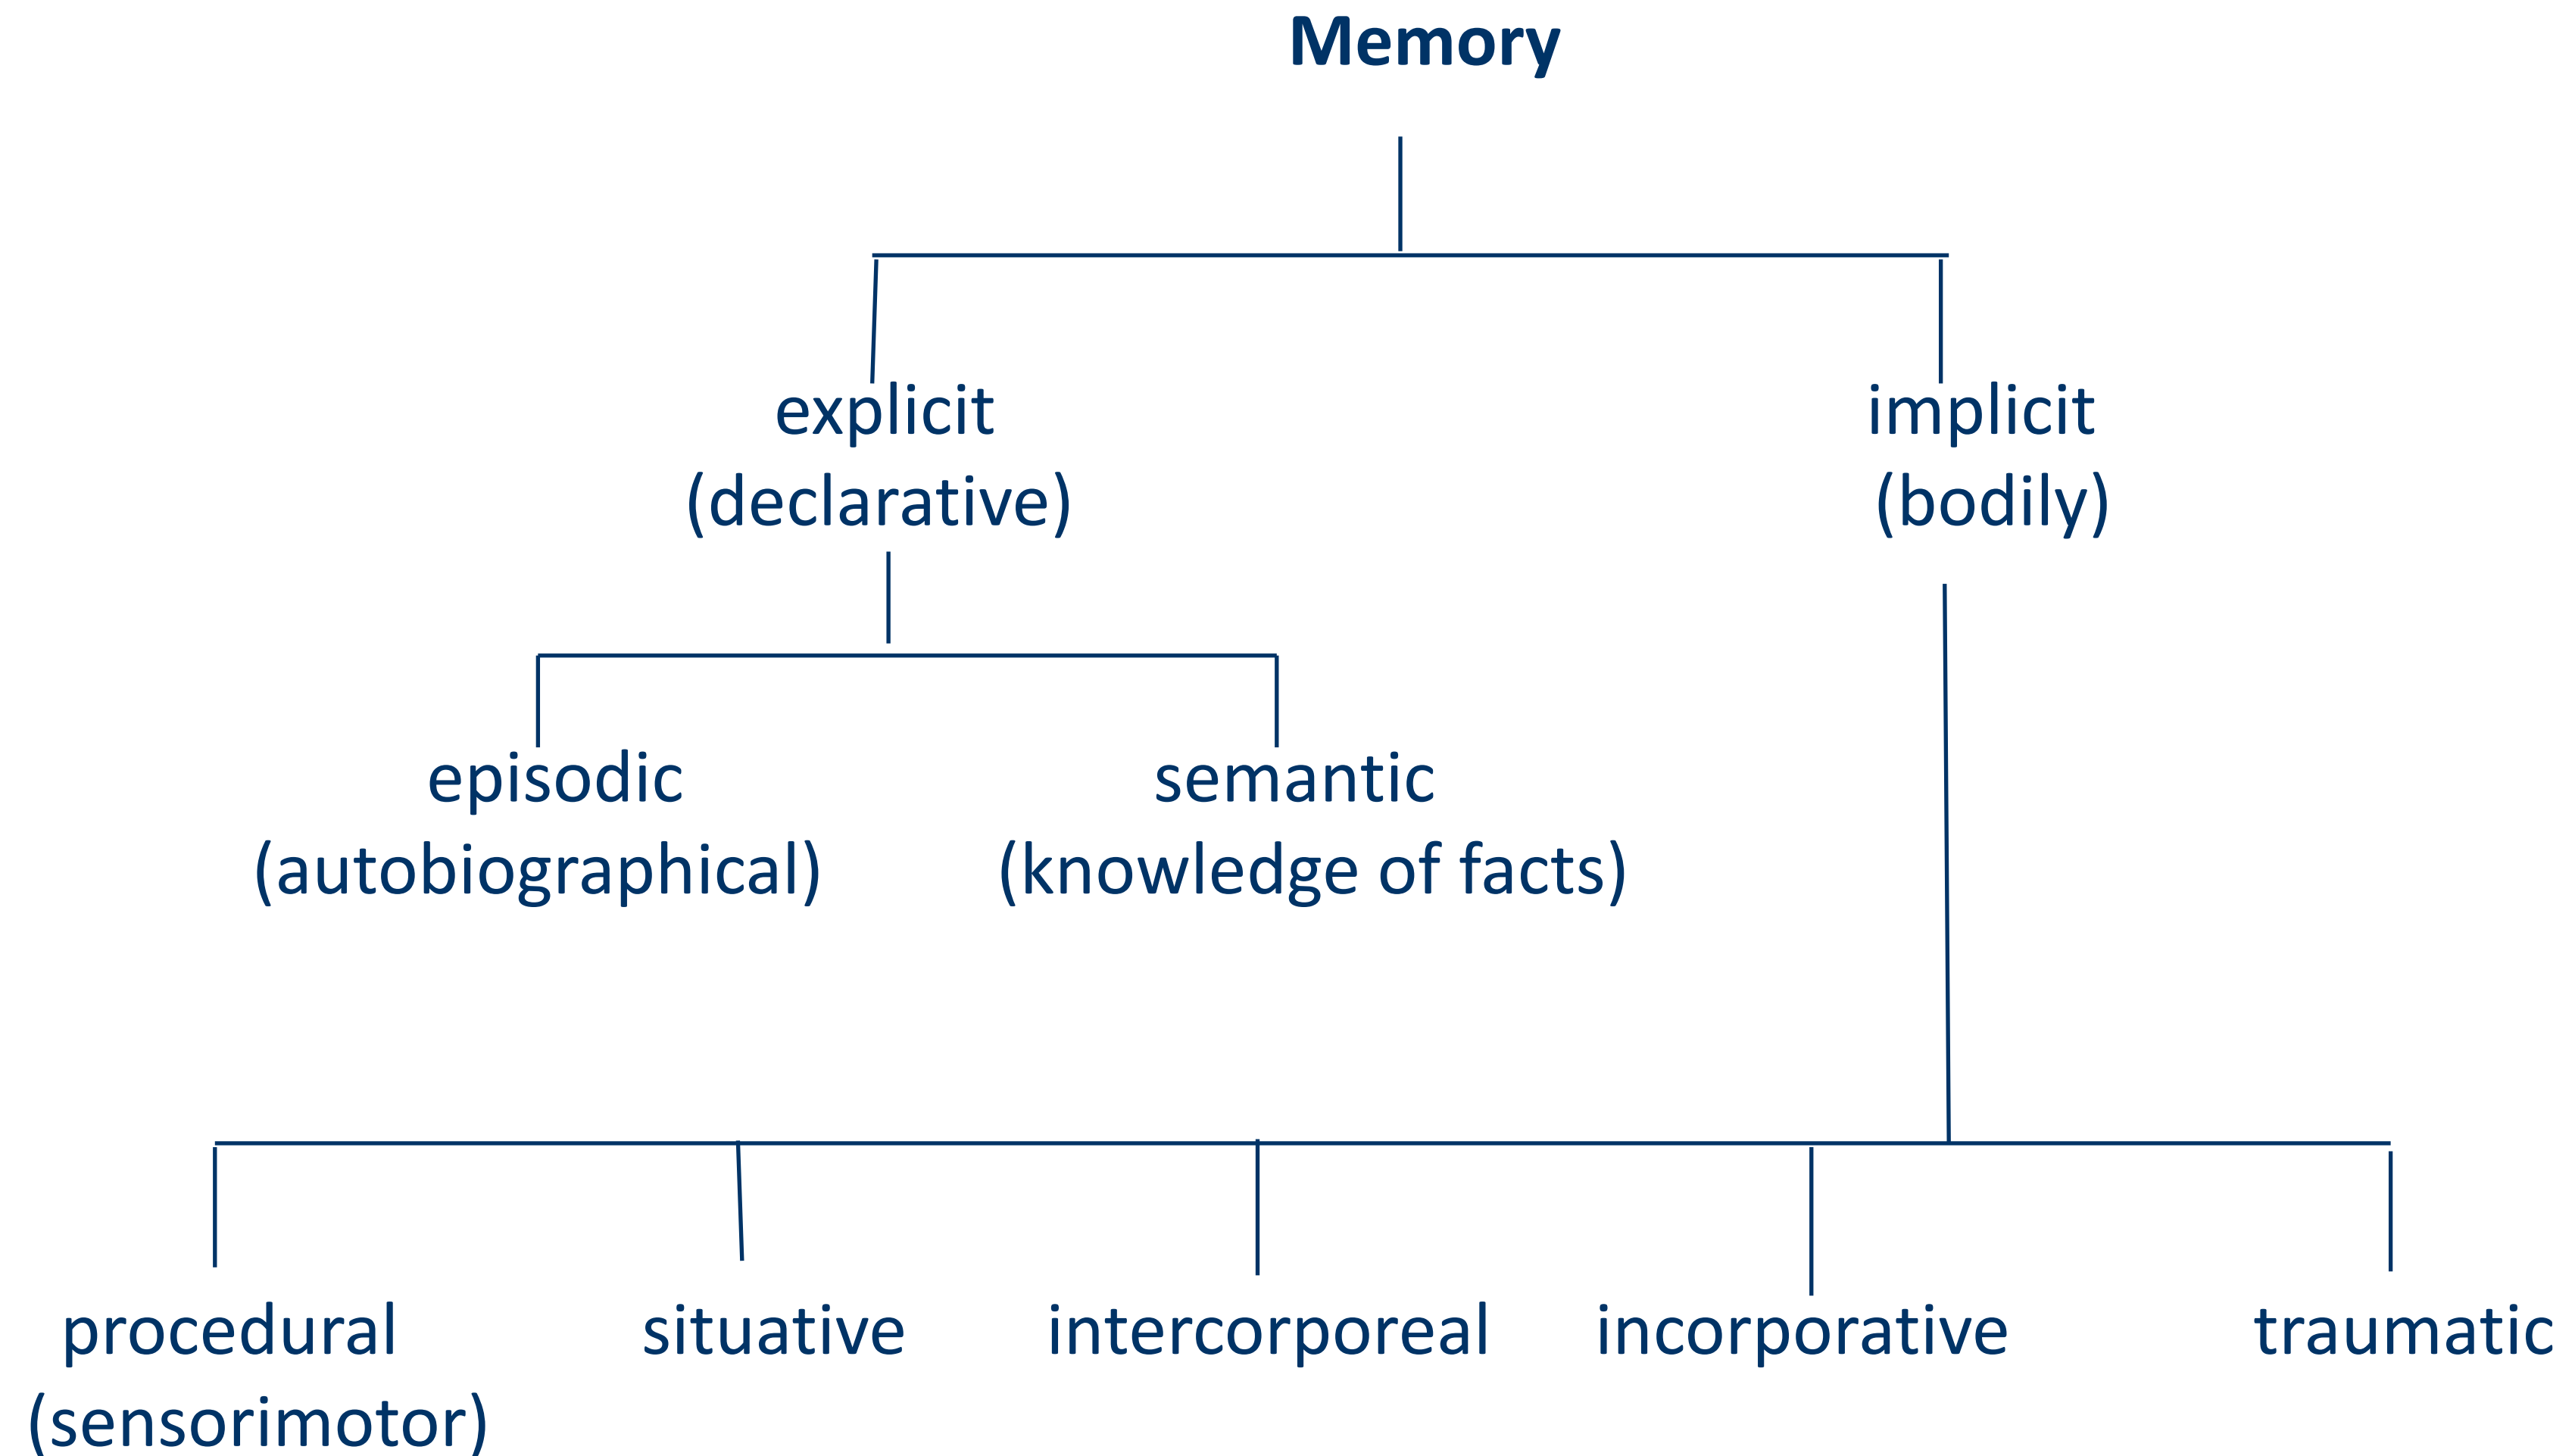 Memory
explicit
(declarative)
implicit
(bodily)
episodic
(autobiographical)
semantic
(knowledge of facts)
procedural
(sensorimotor)
situative
intercorporeal
incorporative
traumatic